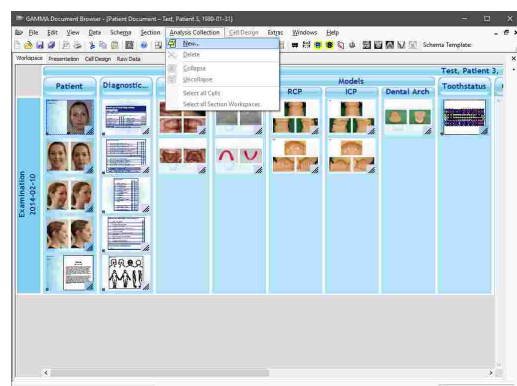 GAMMA Document Browser - [Patient Document - Test, Patient 3, 1980-01-31]
File Edit View Data Schema Section Analysis Collection Cell Design Extras Windows Help
New...
Delete
Collapse
Uncollapse
Select all Cells
Select all Section Workspaces
Schema Template:
Workspace Presentation Cell Design Raw Data
Test, Patient 3,
Patient
Diagnostic...
Models
RCP
ICP
Dental Arch
Toothstatus
Examination
2014-02-10